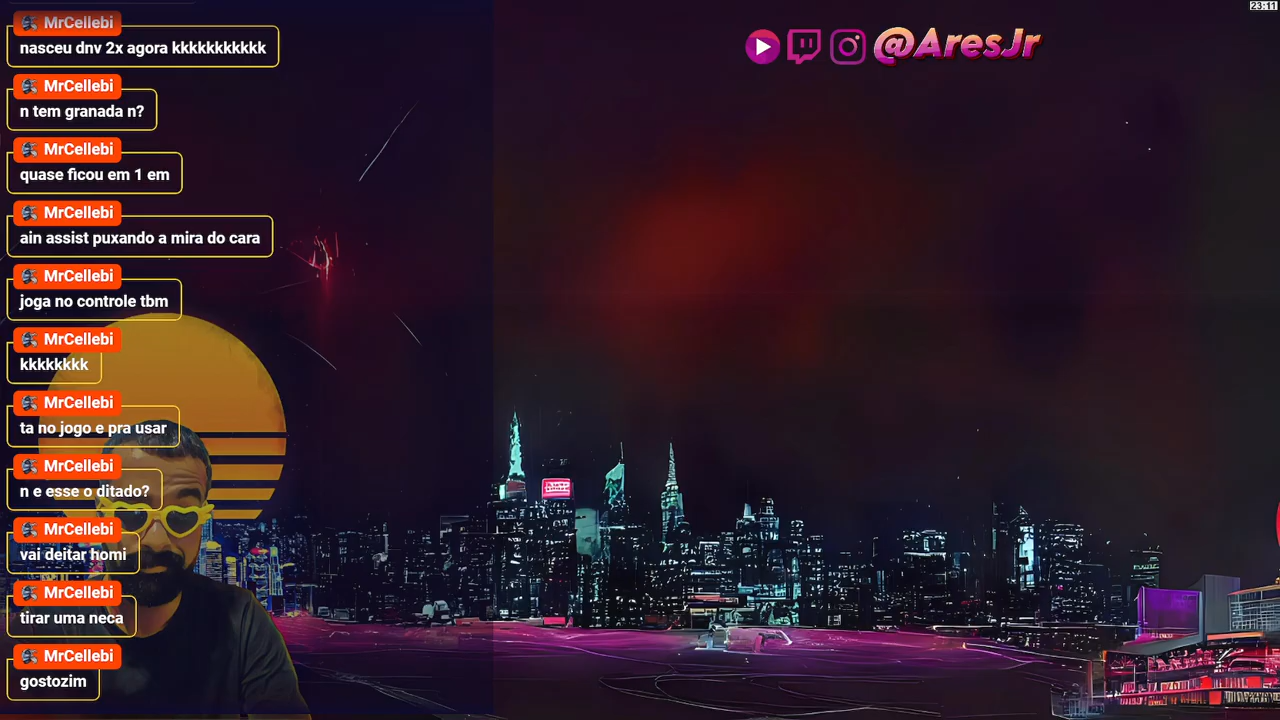 23:11
@AresJr
MrCellebi
nasceu dnv 2x agora kkkkkkkkkkk
MrCellebi
n tem granada n?
MrCellebi
quase ficou em 1 em
MrCellebi
ain assist puxando a mira do cara
MrCellebi
joga no controle tbm
MrCellebi
kkkkkkkk
MrCellebi
ta no jogo e pra usar
MrCellebi
n e esse o ditado?
MrCellebi
vai deitar homi
MrCellebi
tirar uma neca
MrCellebi
gostozim